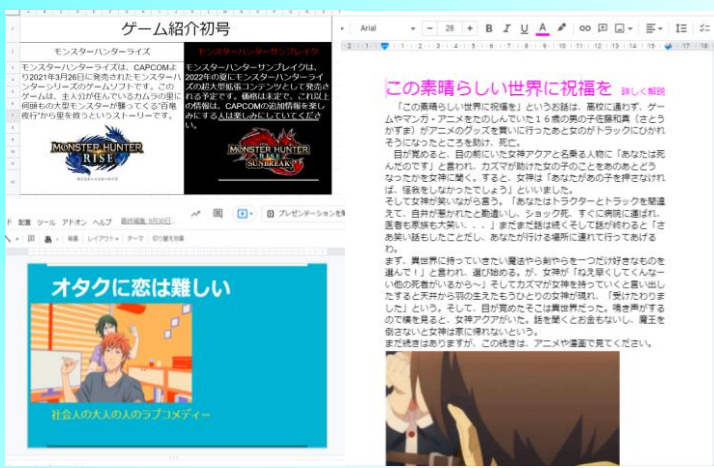 ゲーム紹介初号
モンスターハンターライズ
モンスターハンターサンブレイク
モンスターハンターライズは、CAPCOMよ
り2021年3月26日に発売されたモンスターハ
ンターシリーズのゲームソフトです。この
ゲームは、主人公が住んでいるカムラの里に
何頭もの大型モンスターが襲ってくる"百竜
夜行"から里を救うというストーリーです。
モンスターハンターサンブレイクは、
2022年の夏にモンスターハンターライ
ズの超大型拡張コンテンツとして発売さ
れる予定です。価格は未定で、これ以上
の情報は、CAPCOMの追加情報を楽し
みにする人は楽しみにしていてくださ
い。
MONSTER HUNTER
RISE
モンスターハンターライズ
MONSTER HUNTER
RISE
SUNBREAK
配置 ツール アドオン ヘルプ
プレゼンテーションを
背景 レイアウト テーマ 切り替え効果
オタクに恋は難しい
社会人の大人の人のラブコメディー
Arial - 28 + B I U A
この素晴らしい世界に祝福を 詳しく解説
「この素晴らしい世界に祝福を」というお話は、高校に通わず、ゲー
ムやマンガ・アニメをたのしんでいた16歳の男の子佐藤和真（さとう
かずま）がアニメのグッズを買いに行ったあと女のがトラックにひかれ
そうになったところを助け、死亡。
目が覚めると、目の前にいた女神アクアと名乗る人物に「あなたは死
んだのです」と言われ、カズマが助けた女の子のことをあのあとどう
なったかを女神に聞く。すると、女神は「あなたがあの子を押さなけれ
ば、怪我をしなかったでしょう」といいました。
そして女神が笑いながら言う。「あなたはトラクターとトラックを間違
えて、自分が惹かれたと勘違いし、ショック死、すぐに病院に運ばれ、
医者も家族も大笑い、、、」まだまだ話は続くそして話が終わると「さ
あ笑い話もしたことだし、あなたが行ける場所に連れて行ってあげる
わ。
まず、異世界に持っていきたい魔法やら剣やらを一つだけ好きなものを
選んで！」と言われ、選び始める。が、女神が「ねえ早くしてくんなー
い他の死者がいるから～」そしてカズマが女神を持っていくと言い出し
たすると天井から羽の生えたもうひとりの女神が現れ、「受けたわりま
した」という。そして、目が覚めたそこは異世界だった。鳴き声がする
ので横を見ると、女神アクアがいた。話を聞くとお金もないし、魔王を
倒さないと女神は家に帰れないという。
まだ続きはありますが、この続きは、アニメや漫画で見てください。